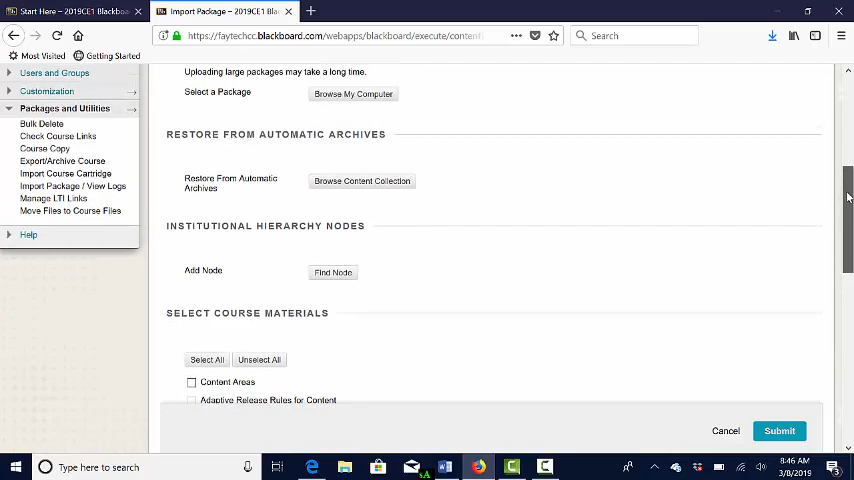 Start Here – 2019CE1 Blackboa
Import Package – 2019CE1 Blac
https://faytechcc.blackboard.com/webapps/blackboard/execute/content
Search
Most Visited
Getting Started
Users and Groups
Customization
Packages and Utilities
Bulk Delete
Check Course Links
Course Copy
Export/Archive Course
Import Course Cartridge
Import Package / View Logs
Manage LTI Links
Move Files to Course Files
Help
Uploading large packages may take a long time.
Select a Package
Browse My Computer
RESTORE FROM AUTOMATIC ARCHIVES
Restore From Automatic
Archives
Browse Content Collection
INSTITUTIONAL HIERARCHY NODES
Add Node
Find Node
SELECT COURSE MATERIALS
Select All
Unselect All
Content Areas
Adaptive Release Rules for Content
Cancel
Submit
Type here to search
8:46 AM
3/8/2019